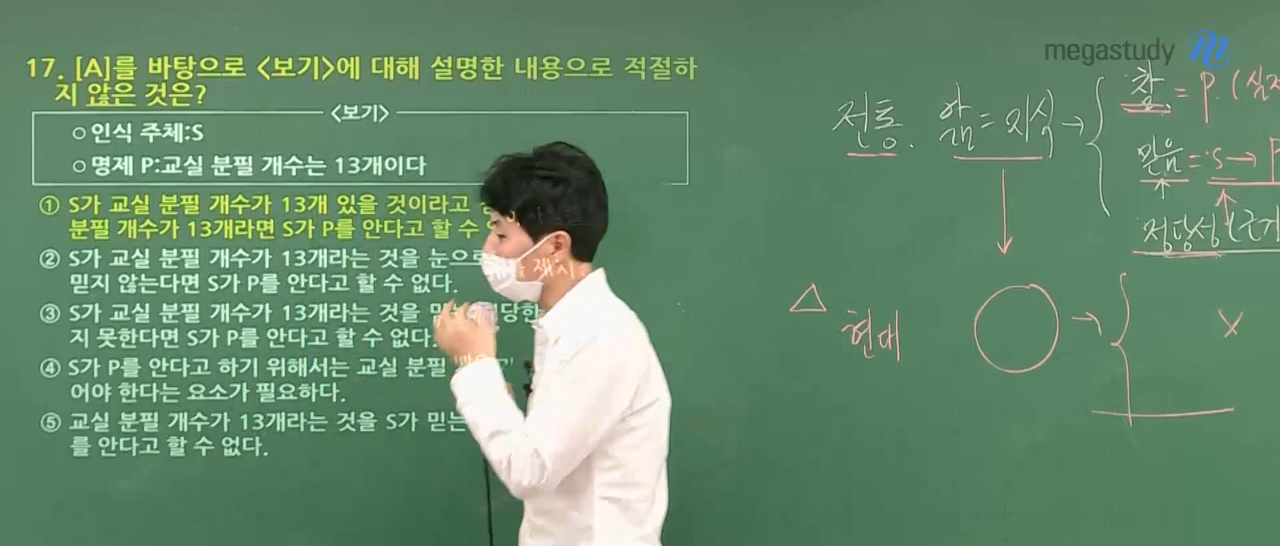 17. [A]를 바탕으로 <보기>에 대해 설명한 내용으로 적절하
지 않은 것은?
<보기>
○ 인식 주체:S
○ 명제 P:교실 분필 개수는 13개이다
① S가 교실 분필 개수가 13개 있을 것이라고
분필 개수가 13개라면 S가 P를 안다고 할 수
② S가 교실 분필 개수가 13개라는 것을 눈으로
믿지 않는다면 S가 P를 안다고 할 수 없다.
③ S가 교실 분필 개수가 13개라는 것을
지 못한다면 S가 P를 안다고 할 수 없다.
④ S가 P를 안다고 하기 위해서는 교실 분필
어야 한다는 요소가 필요하다.
⑤ 교실 분필 개수가 13개라는 것을 S가 믿는
를 안다고 할 수 없다.
megastudy
전통. 앎=지식→
참 = P.
믿음 = S → P
정당성 (근거
△ 현대
→ X